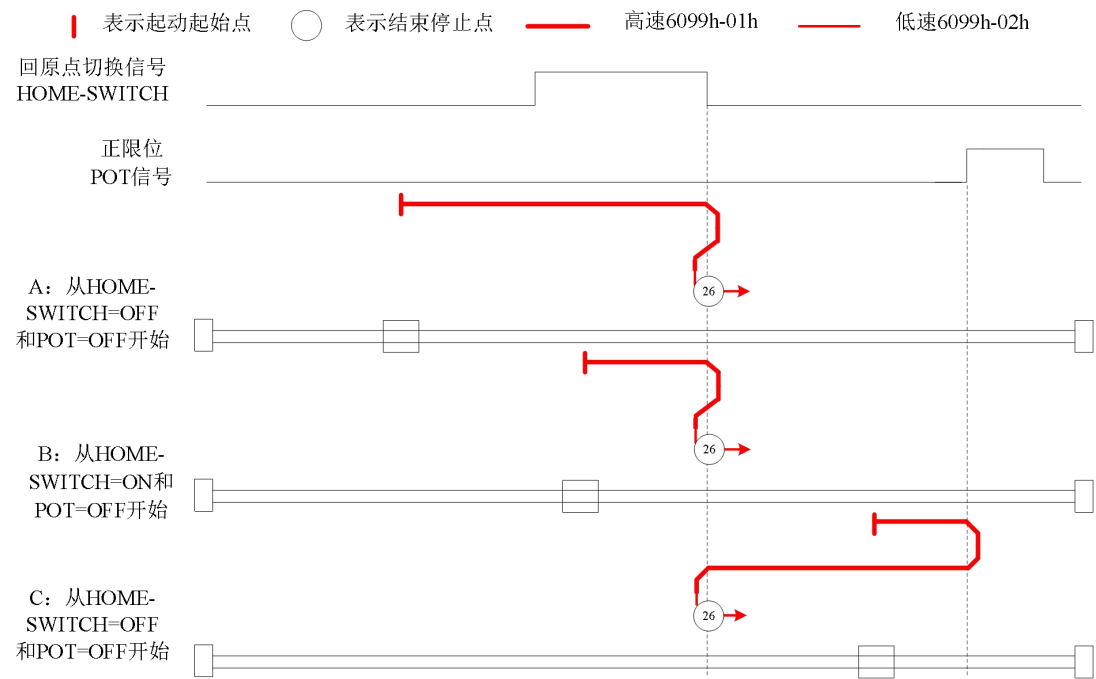 表示起动起始点
表示结束停止点
高速6099h-01h
低速6099h-02h
回原点切换信号
HOME-SWITCH
正限位
POT信号
A：从HOME-
SWITCH=OFF
和POT=OFF开始
26
B：从HOME-
SWITCH=ON和
POT=OFF开始
26
C：从HOME-
SWITCH=OFF
和POT=OFF开始
26